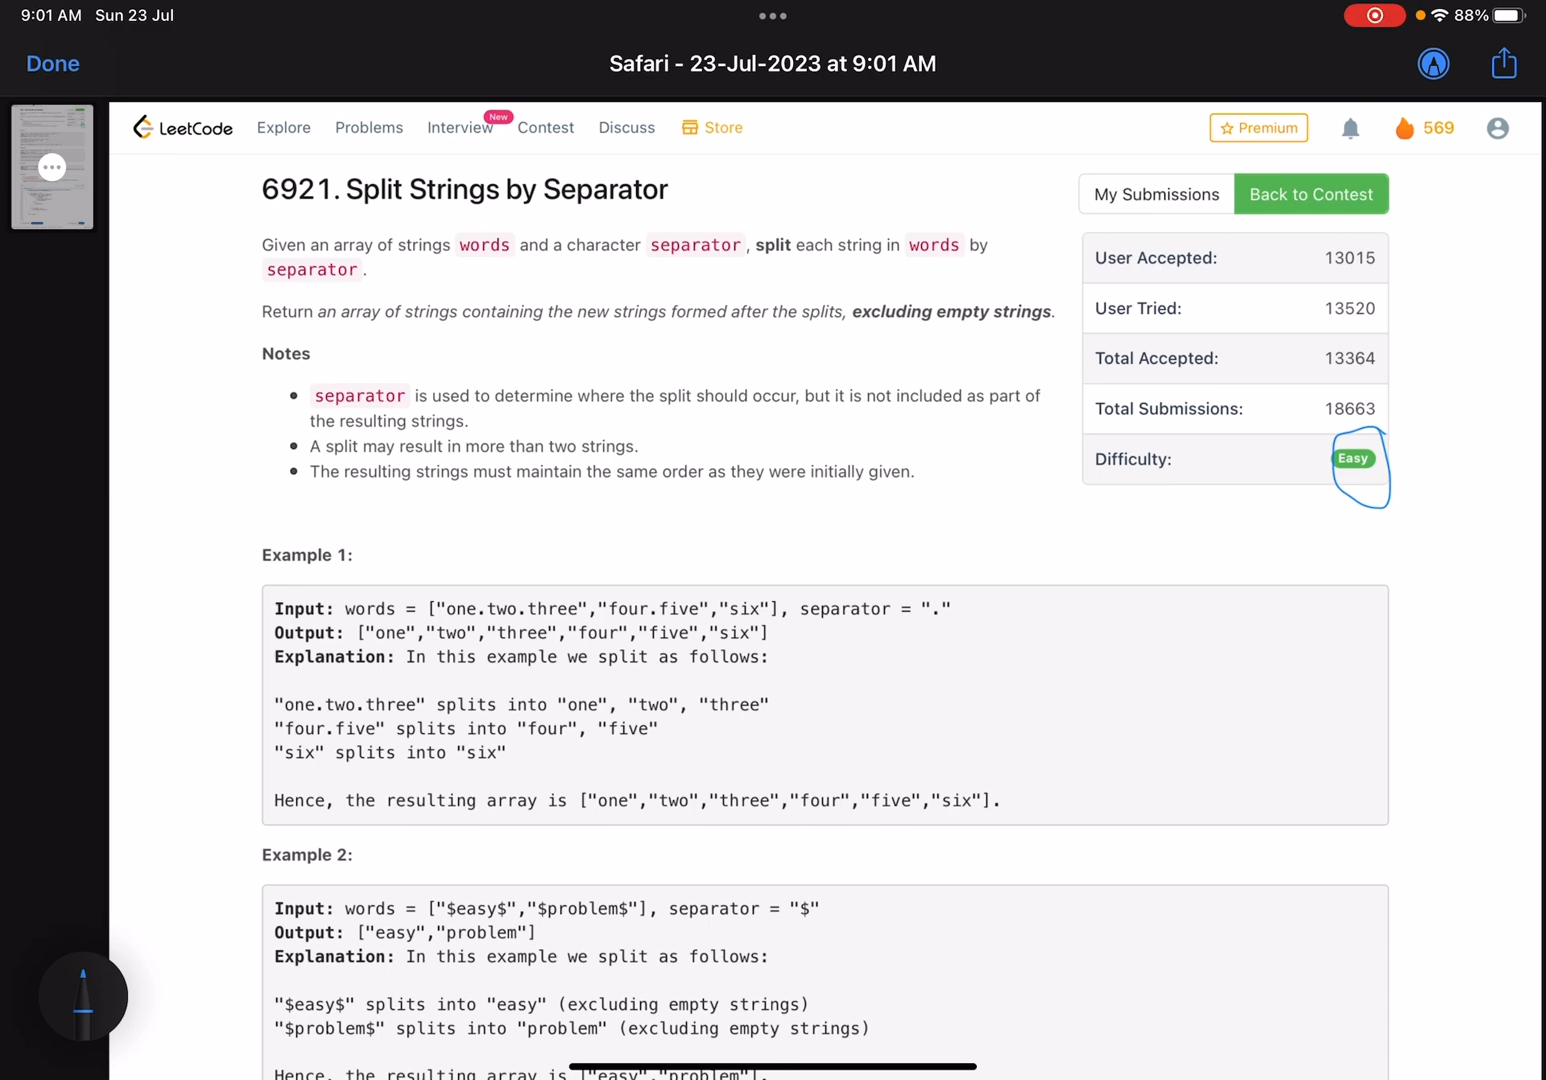 9:01 AM Sun 23 Jul
88%
Done
Safari - 23-Jul-2023 at 9:01 AM
LeetCode
Explore
Problems
Interview
New
Contest
Discuss
Store
Premium
569
6921. Split Strings by Separator
My Submissions
Back to Contest
Given an array of strings words and a character separator, split each string in words by
separator.
Return an array of strings containing the new strings formed after the splits, excluding empty strings.
Notes
separator is used to determine where the split should occur, but it is not included as part of
the resulting strings.
A split may result in more than two strings.
The resulting strings must maintain the same order as they were initially given.
User Accepted: 13015
User Tried: 13520
Total Accepted: 13364
Total Submissions: 18663
Difficulty: Easy
Example 1:
Input: words = ["one.two.three","four.five","six"], separator = "."
Output: ["one","two","three","four","five","six"]
Explanation: In this example we split as follows:
"one.two.three" splits into "one", "two", "three"
"four.five" splits into "four", "five"
"six" splits into "six"
Hence, the resulting array is ["one","two","three","four","five","six"].
Example 2:
Input: words = ["$easy$","$problem$"], separator = "$"
Output: ["easy","problem"]
Explanation: In this example we split as follows:
"$easy$" splits into "easy" (excluding empty strings)
"$problem$" splits into "problem" (excluding empty strings)
Hence, the resulting array is ["easy","problem"].